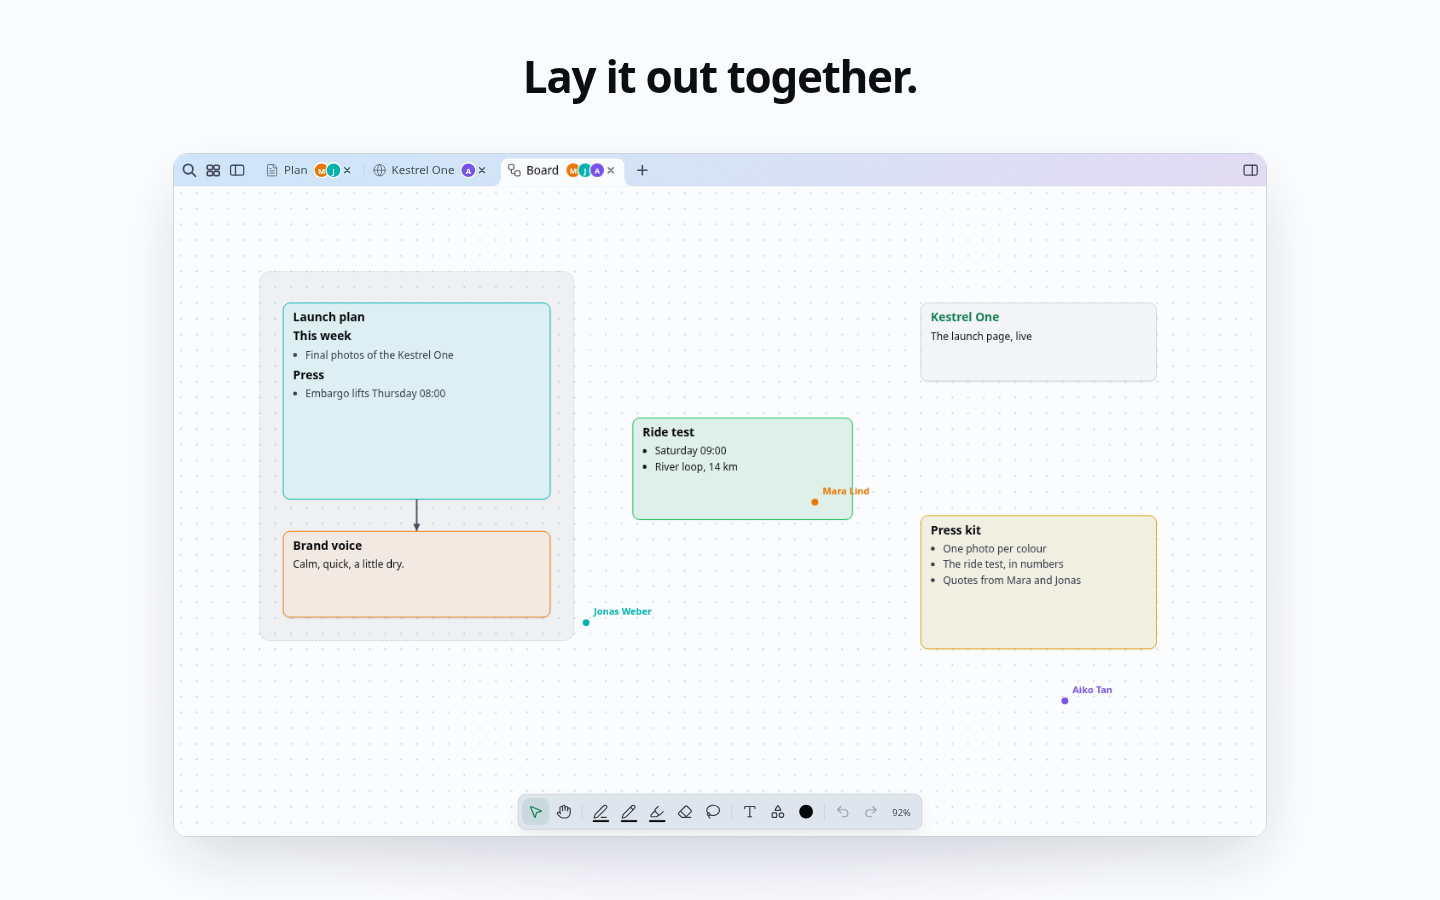 Lay it out together.
Plan M J
Kestrel One A
Board M J A
Launch plan
This week
• Final photos of the Kestrel One
Press
• Embargo lifts Thursday 08:00
Brand voice
Calm, quick, a little dry.
Ride test
• Saturday 09:00
• River loop, 14 km
Mara Lind
Jonas Weber
Kestrel One
The launch page, live
Press kit
• One photo per colour
• The ride test, in numbers
• Quotes from Mara and Jonas
Aiko Tan
T
92%